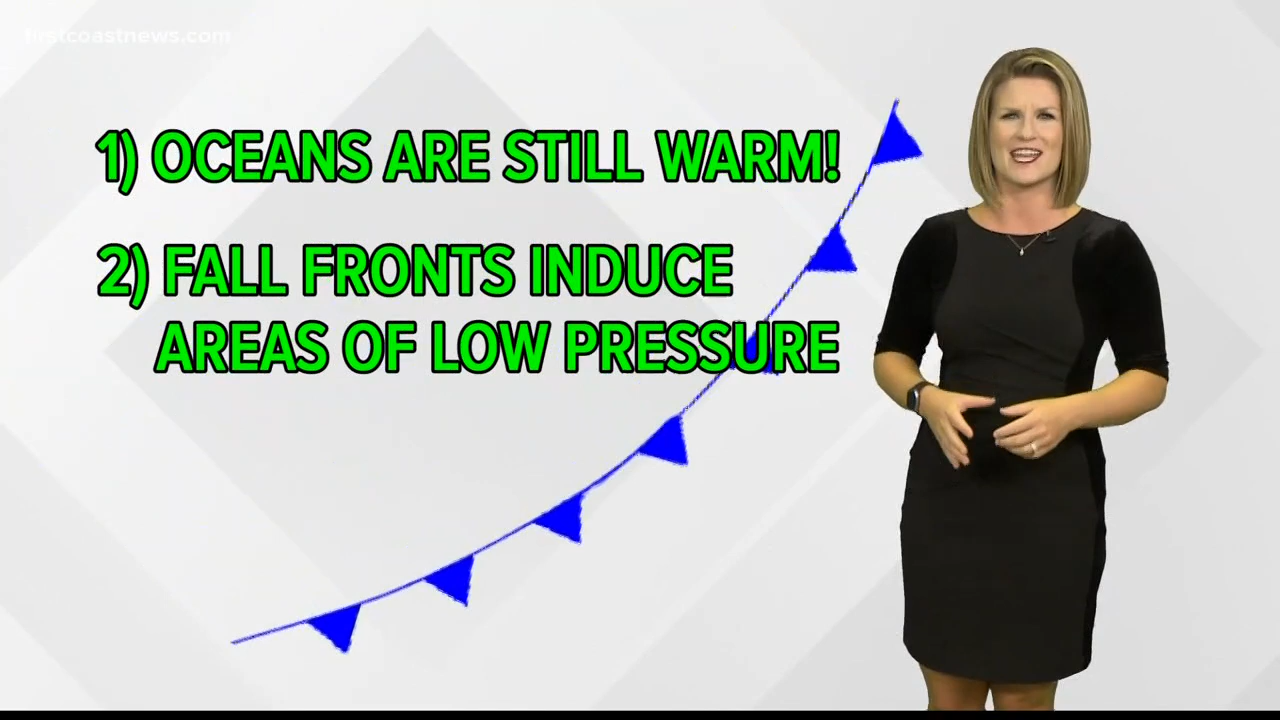 firstcoastnews.com
1) OCEANS ARE STILL WARM!
2) FALL FRONTS INDUCE
AREAS OF LOW PRESSURE